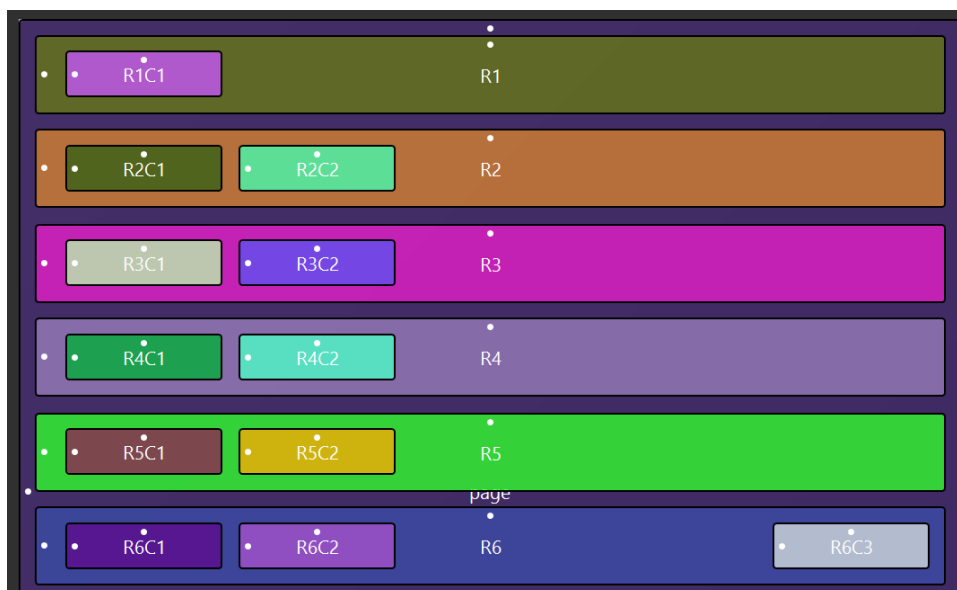 R1C1 R1
R2C1 R2C2 R2
R3C1 R3C2 R3
R4C1 R4C2 R4
R5C1 R5C2 R5
page
R6C1 R6C2 R6 R6C3